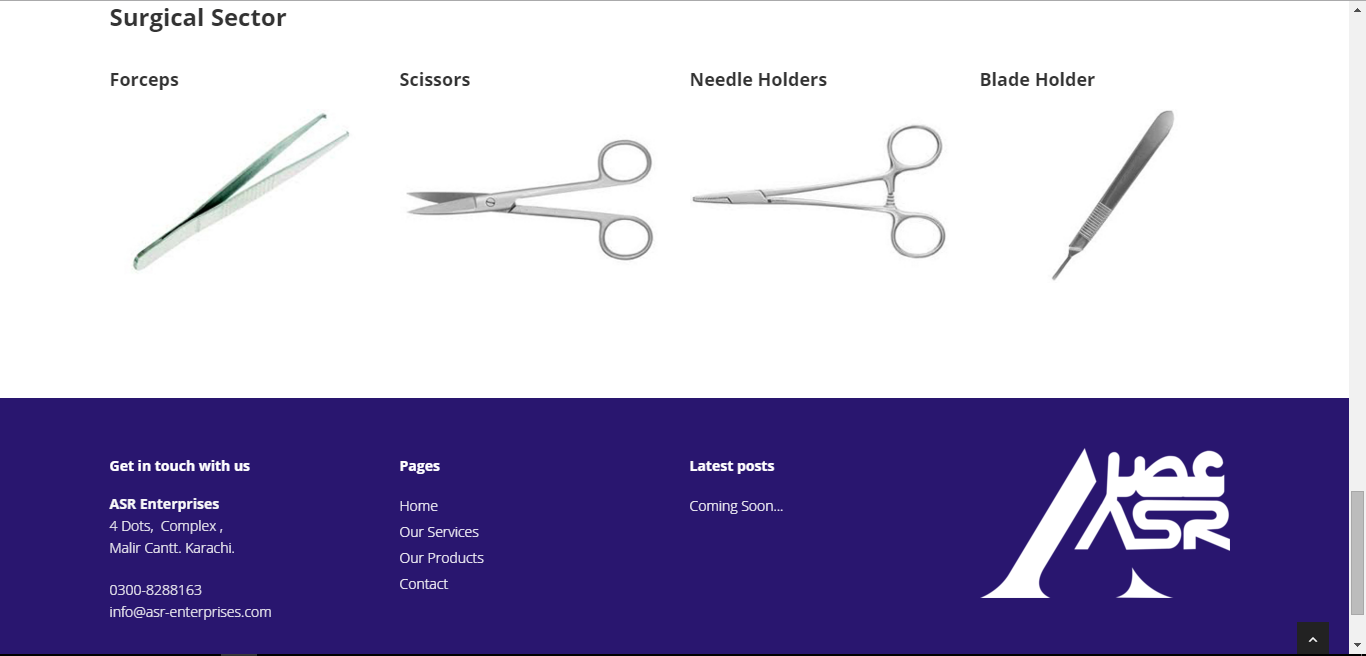 Surgical Sector
Forceps
Scissors
Needle Holders
Blade Holder
Get in touch with us
ASR Enterprises
4 Dots, Complex ,
Malir Cantt. Karachi.
0300-8288163
info@asr-enterprises.com
Pages
Home
Our Services
Our Products
Contact
Latest posts
Coming Soon...
عصر
ASR